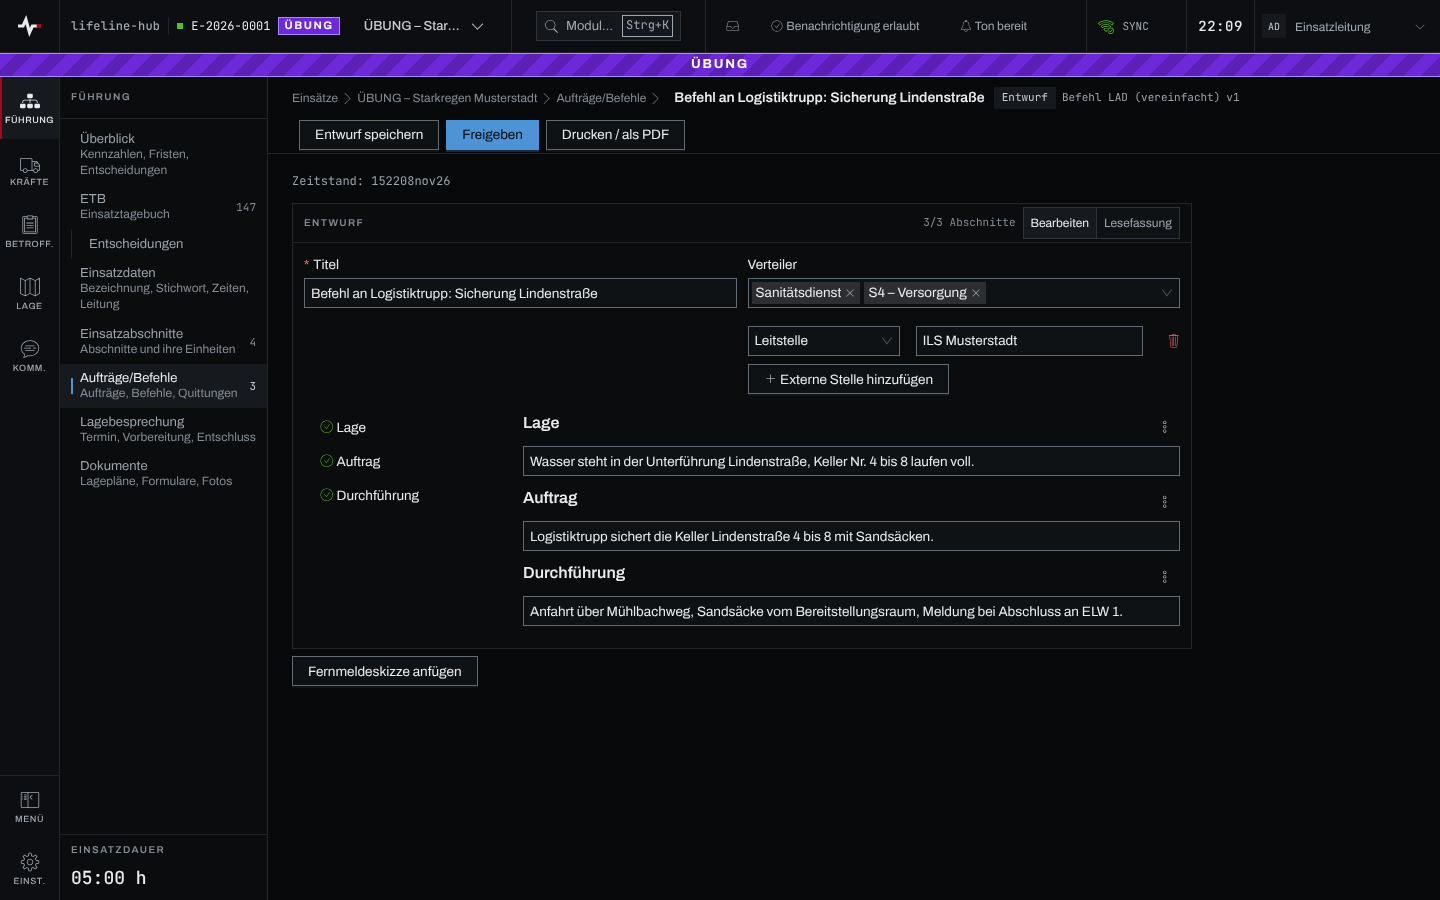 lifeline-hub E-2026-0001 ÜBUNG ÜBUNG – Star... Modul... Strg+K Benachrichtigung erlaubt Ton bereit SYNC 22:09 AD Einsatzleitung
ÜBUNG
FÜHRUNG
KRÄFTE
BETROFF.
LAGE
KOMM.
MENÜ
EINST.
FÜHRUNG
Überblick
Kennzahlen, Fristen,
Entscheidungen
ETB
Einsatztagebuch
147
Entscheidungen
Einsatzdaten
Bezeichnung, Stichwort, Zeiten,
Leitung
Einsatzabschnitte
Abschnitte und ihre Einheiten
4
Aufträge/Befehle
Aufträge, Befehle, Quittungen
3
Lagebesprechung
Termin, Vorbereitung, Entschluss
Dokumente
Lagepläne, Formulare, Fotos
EINSATZDAUER
05:00 h
Einsätze > ÜBUNG – Starkregen Musterstadt > Aufträge/Befehle > Befehl an Logistiktrupp: Sicherung Lindenstraße Entwurf Befehl LAD (vereinfacht) v1
Entwurf speichern Freigeben Drucken / als PDF
Zeitstand: 152208nov26
ENTWURF 3/3 Abschnitte Bearbeiten Lesefassung
* Titel
Befehl an Logistiktrupp: Sicherung Lindenstraße
Verteiler
Sanitätsdienst × S4 – Versorgung ×
Leitstelle ILS Musterstadt
+ Externe Stelle hinzufügen
Lage
Auftrag
Durchführung
Lage
Wasser steht in der Unterführung Lindenstraße, Keller Nr. 4 bis 8 laufen voll.
Auftrag
Logistiktrupp sichert die Keller Lindenstraße 4 bis 8 mit Sandsäcken.
Durchführung
Anfahrt über Mühlbachweg, Sandsäcke vom Bereitstellungsraum, Meldung bei Abschluss an ELW 1.
Fernmeldeskizze anfügen